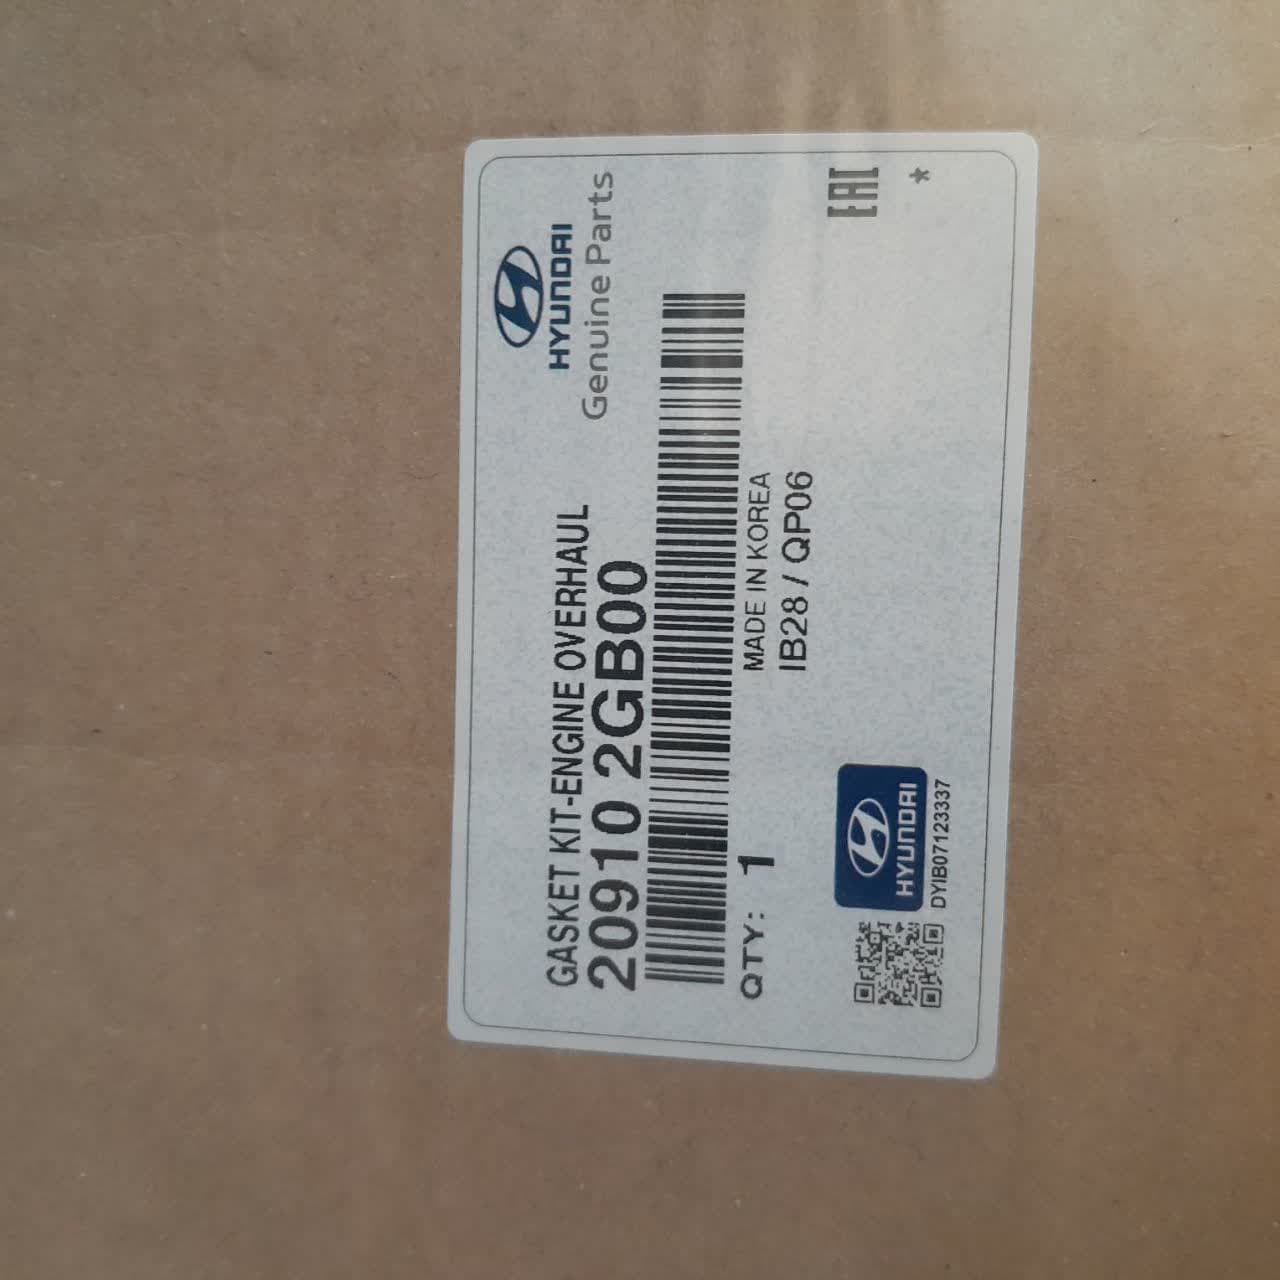 HYUNDAI
Genuine Parts
GASKET KIT-ENGINE OVERHAUL
20910 2GB00
QTY: 1
MADE IN KOREA
IB28 / QP06
EAC
*
HYUNDAI
DYIB07123337